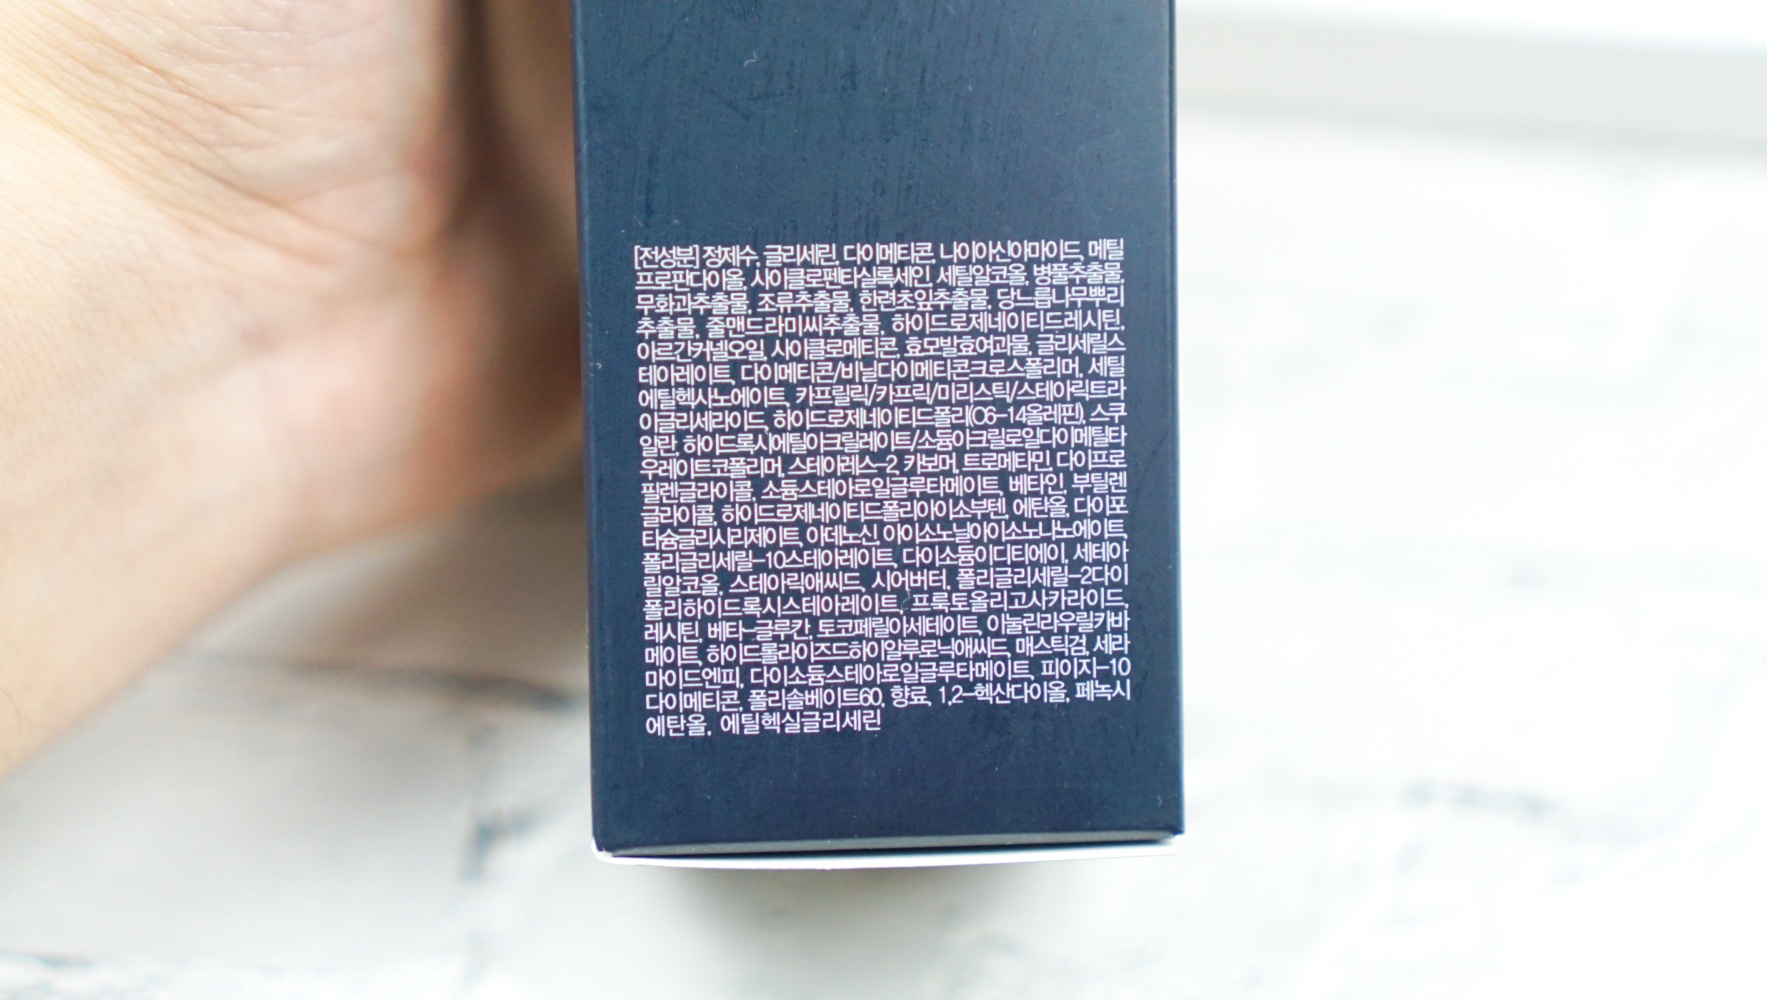 [전성분] 정제수, 글리세린, 다이메티콘, 나이아신아마이드, 메틸
프로판다이올, 사이클로펜타실록세인, 세틸알코올, 병풀추출물,
무화과추출물, 조류추출물, 한련초잎추출물, 당느릅나무뿌리
추출물, 줄맨드라미씨추출물, 하이드로제네이티드레시틴,
아르간커넬오일, 사이클로메티콘, 효모발효여과물, 글리세릴스
테아레이트, 다이메티콘/비닐다이메티콘크로스폴리머, 세틸
에틸헥사노에이트, 카프릴릭/카프릭/미리스틱/스테아릭트라
이글리세라이드, 하이드로제네이티드폴리(C6-14올레핀), 스쿠
알란, 하이드록시에틸아크릴레이트/소듐아크릴로일다이메틸타
우레이트코폴리머, 스테아레스-2, 카보머, 트로메타민, 다이프로
필렌글라이콜, 소듐스테아로일글루타메이트, 베타인, 부틸렌
글라이콜, 하이드로제네이티드폴리아이소부텐, 에탄올, 다이포
타슘글리시리제이트, 아데노신, 아이소노닐아이소노나노에이트,
폴리글리세릴-10스테아레이트, 다이소듐이디티에이, 세테아
릴알코올, 스테아릭애씨드, 시어버터, 폴리글리세릴-2다이
폴리하이드록시스테아레이트, 프룩토올리고사카라이드,
레시틴, 베타-글루칸, 토코페릴아세테이트, 이눌린라우릴카바
메이트, 하이드롤라이즈드하이알루로닉애씨드, 매스틱검, 세라
마이드엔피, 다이소듐스테아로일글루타메이트, 피이지-10
다이메티콘, 폴리솔베이트60, 향료, 1,2-헥산다이올, 페녹시
에탄올, 에틸헥실글리세린